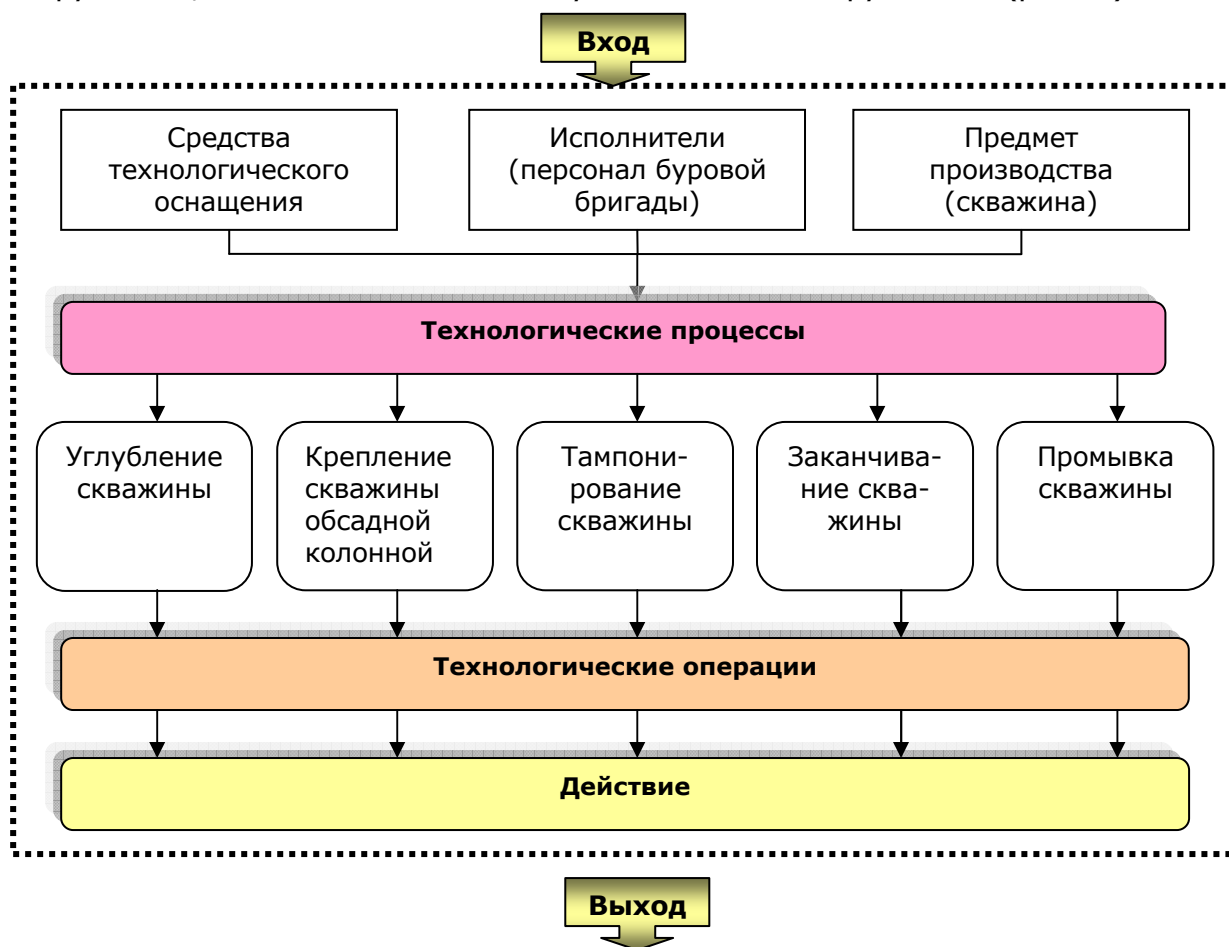 Вход
Средства
технологического
оснащения
Исполнители
(персонал буровой
бригады)
Предмет
производства
(скважина)
Технологические процессы
Углубление
скважины
Крепление
скважины
обсадной
колонной
Тампони-
рование
скважины
Заканчива-
ние сква-
жины
Промывка
скважины
Технологические операции
Действие
Выход